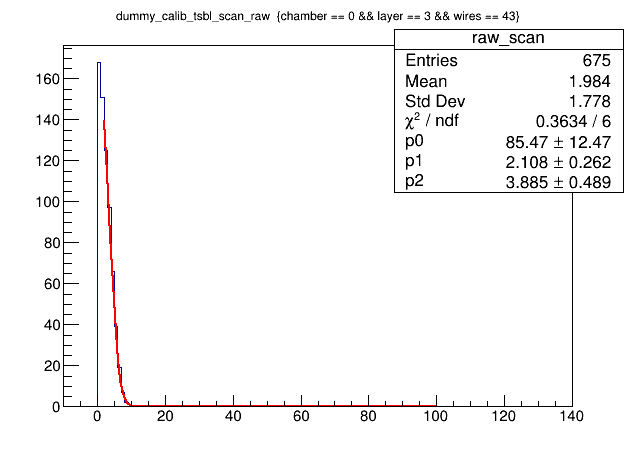 dummy_calib_tsbl_scan_raw {chamber == 0 && layer == 3 && wires == 43}
raw_scan
Entries 675
Mean 1.984
Std Dev 1.778
χ² / ndf 0.3634 / 6
p0 85.47 ± 12.47
p1 2.108 ± 0.262
p2 3.885 ± 0.489
160
140
120
100
80
60
40
20
0
0 20 40 60 80 100 120 140